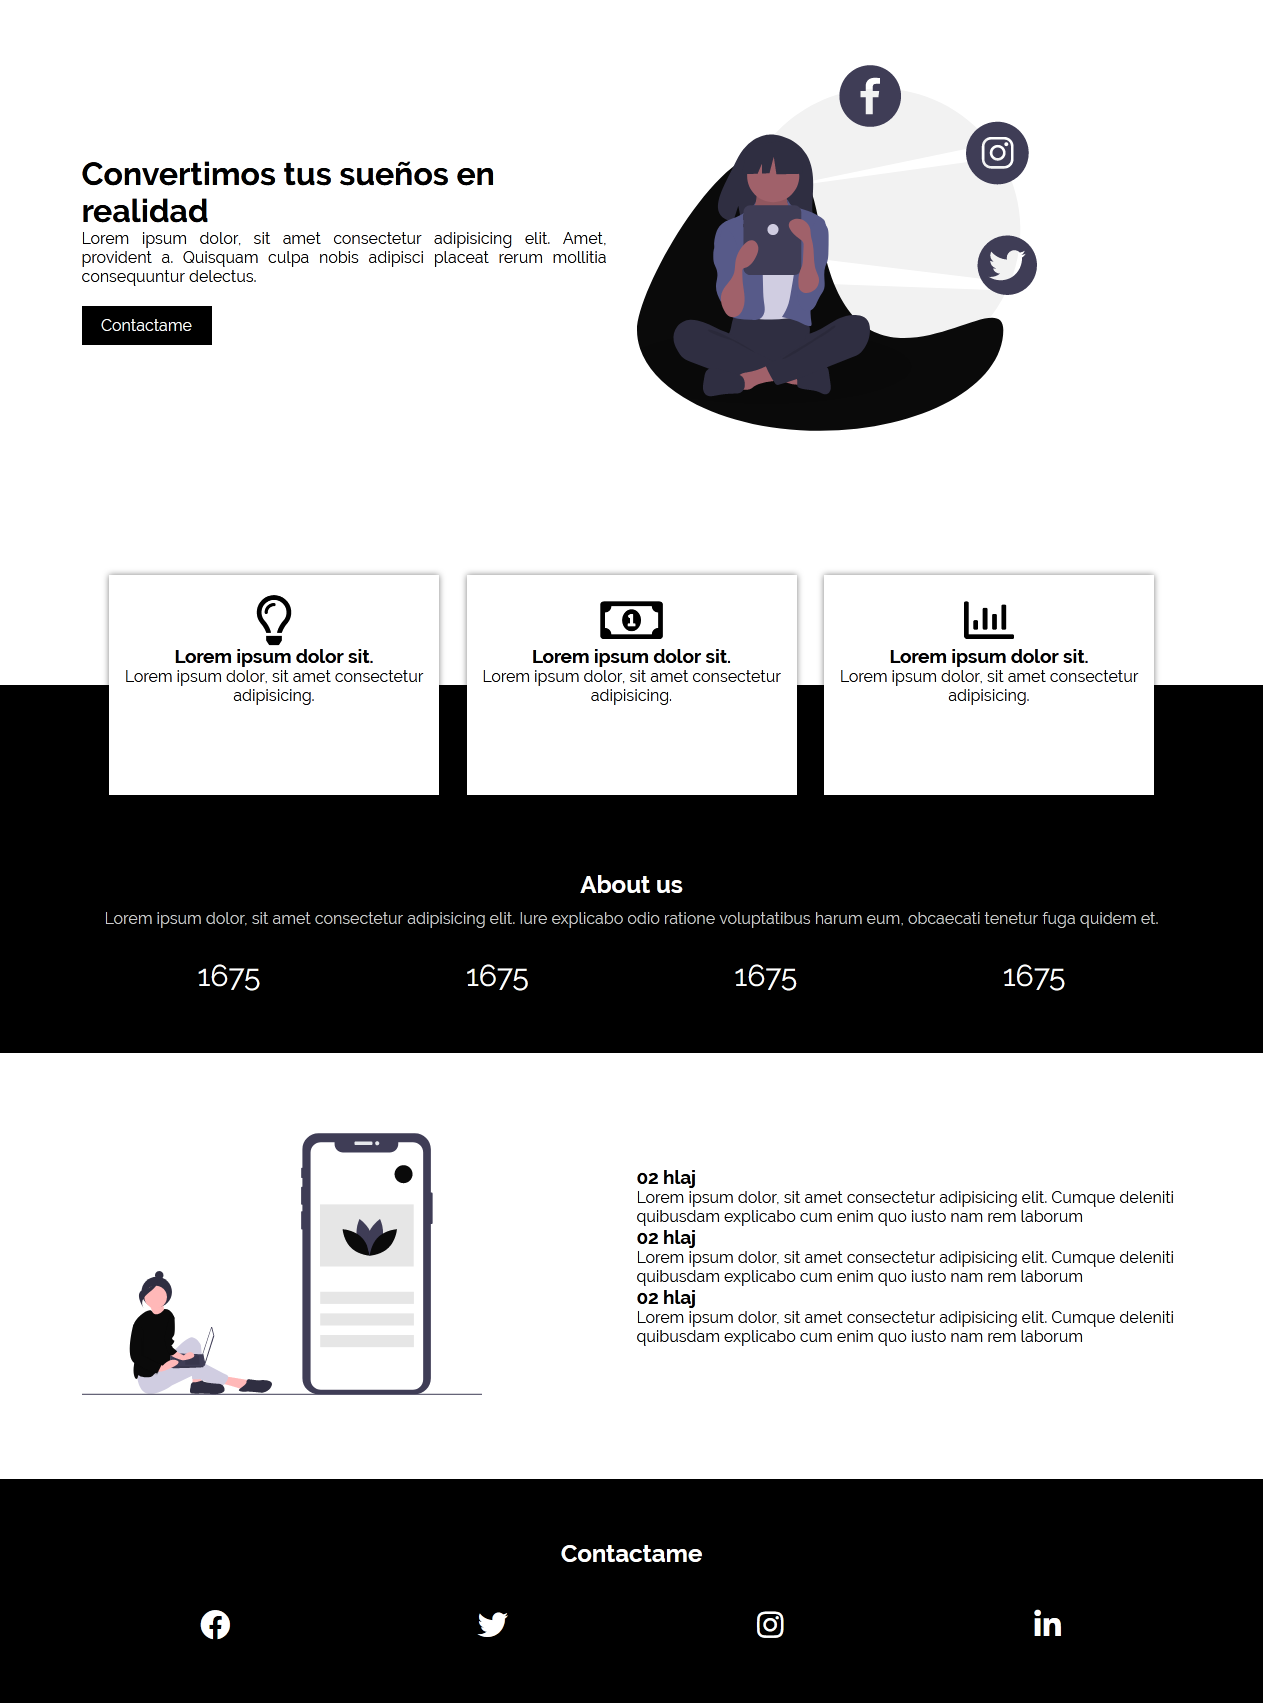 Convertimos tus sueños en
realidad
Lorem ipsum dolor, sit amet consectetur adipisicing elit. Amet,
provident a. Quisquam culpa nobis adipisci placeat rerum mollitia
consequuntur delectus.
Contactame
Lorem ipsum dolor sit.
Lorem ipsum dolor, sit amet consectetur
adipisicing.
Lorem ipsum dolor sit.
Lorem ipsum dolor, sit amet consectetur
adipisicing.
Lorem ipsum dolor sit.
Lorem ipsum dolor, sit amet consectetur
adipisicing.
About us
Lorem ipsum dolor, sit amet consectetur adipisicing elit. Iure explicabo odio ratione voluptatibus harum eum, obcaecati tenetur fuga quidem et.
1675 1675 1675 1675
02 hlaj
Lorem ipsum dolor, sit amet consectetur adipisicing elit. Cumque deleniti
quibusdam explicabo cum enim quo iusto nam rem laborum
02 hlaj
Lorem ipsum dolor, sit amet consectetur adipisicing elit. Cumque deleniti
quibusdam explicabo cum enim quo iusto nam rem laborum
02 hlaj
Lorem ipsum dolor, sit amet consectetur adipisicing elit. Cumque deleniti
quibusdam explicabo cum enim quo iusto nam rem laborum
Contactame